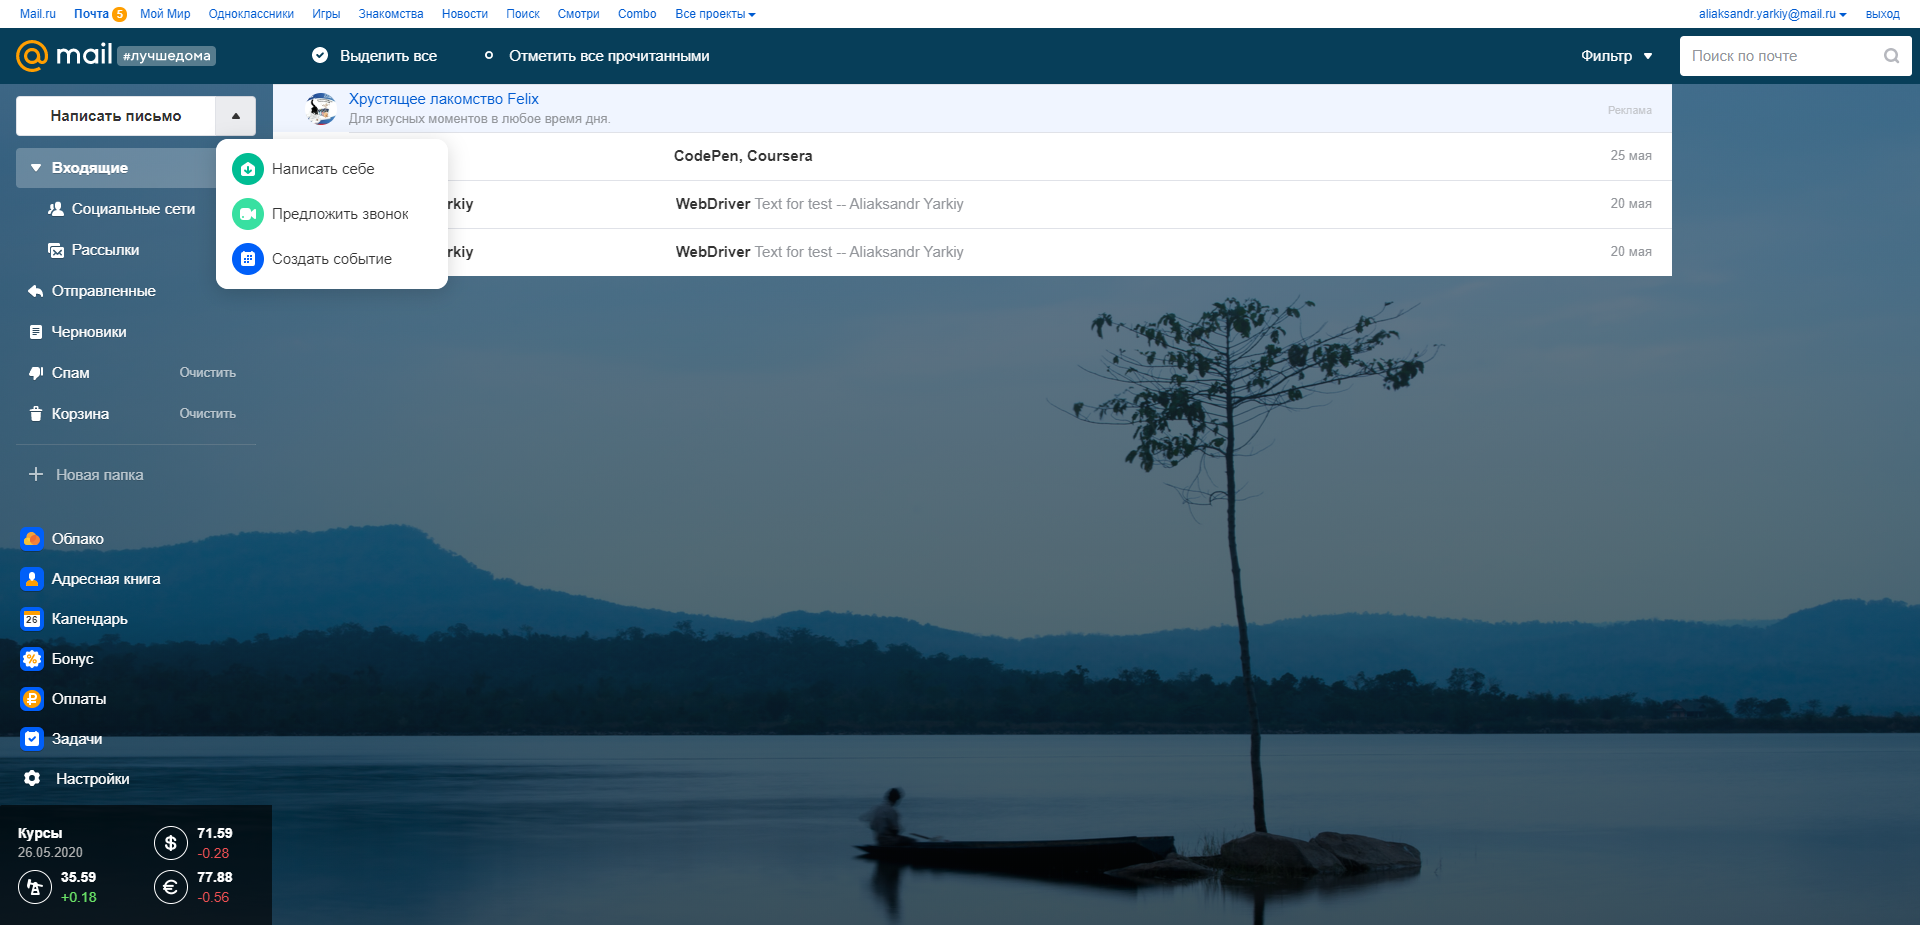 Mail.ru Почта 5 Мой Мир Одноклассники Игры Знакомства Новости Поиск Смотри Combo Все проекты aliaksandr.yarkiy@mail.ru выход
@mail #лучшедома Выделить все Отметить все прочитанными Фильтр Поиск по почте
Написать письмо
Хрустящее лакомство Felix
Для вкусных моментов в любое время дня.
Реклама
Написать себе
Предложить звонок
Создать событие
CodePen, Coursera 25 мая
rkiy WebDriver Text for test -- Aliaksandr Yarkiy 20 мая
rkiy WebDriver Text for test -- Aliaksandr Yarkiy 20 мая
Входящие
Социальные сети
Рассылки
Отправленные
Черновики
Спам Очистить
Корзина Очистить
Новая папка
Облако
Адресная книга
26 Календарь
% Бонус
₽ Оплаты
Задачи
Настройки
Курсы
26.05.2020
$ 71.59
-0.28
35.59
+0.18
€ 77.88
-0.56